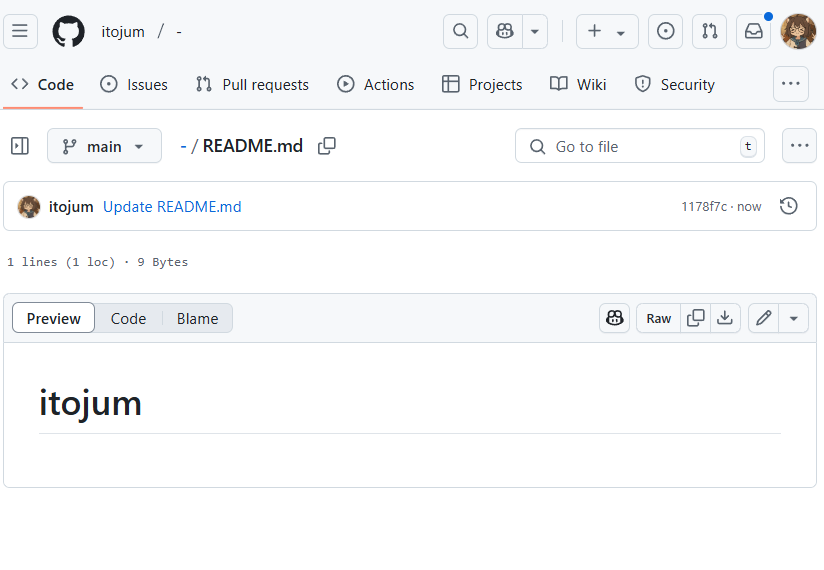 itojum / -
Code Issues Pull requests Actions Projects Wiki Security
main - / README.md Go to file t
itojum Update README.md 1178f7c · now
1 lines (1 loc) · 9 Bytes
Preview Code Blame Raw
itojum